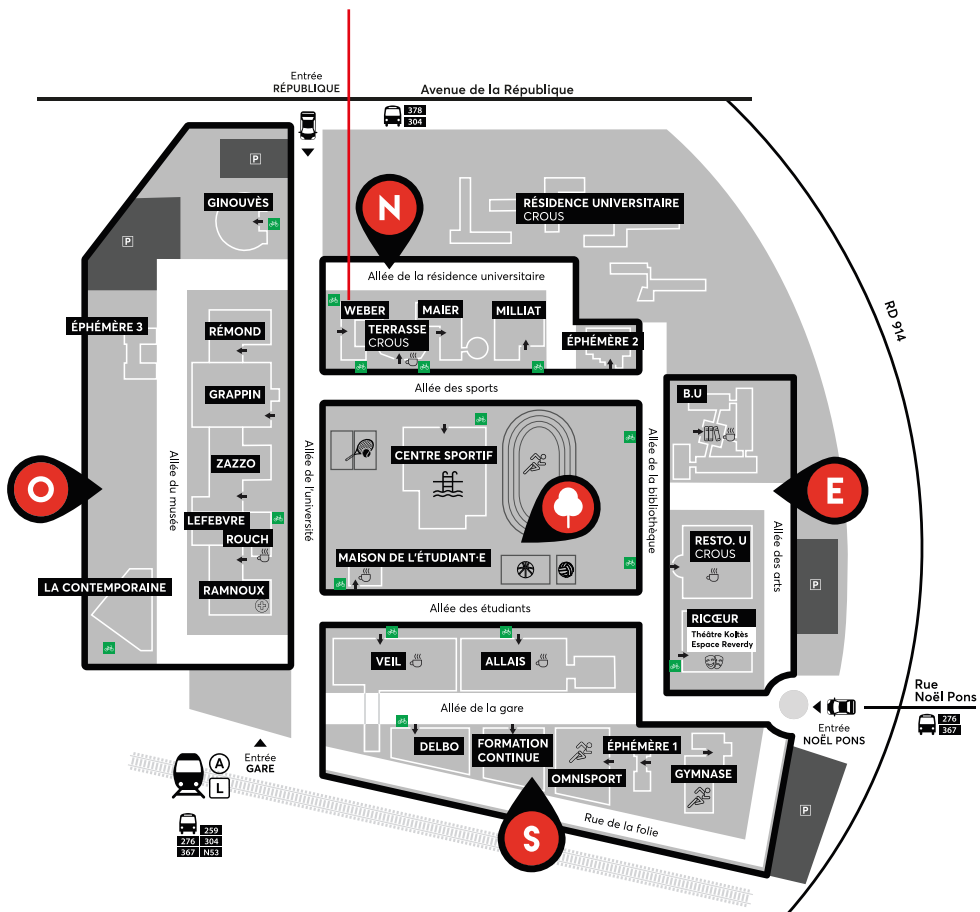 Entrée
RÉPUBLIQUE
Avenue de la République
378
304
P
GINOUVÈS
P
N
RÉSIDENCE UNIVERSITAIRE
CROUS
Allée de la résidence universitaire
WEBER
MAIER
MILLIAT
TERRASSE
CROUS
ÉPHÉMÈRE 2
ÉPHÉMÈRE 3
RÉMOND
RD 914
GRAPPIN
Allée des sports
B.U
ZAZZO
CENTRE SPORTIF
Allée du musée
Allée de l'université
Allée de la bibliothèque
O
E
LEFEBVRE
ROUCH
RESTO. U
CROUS
Allée des arts
MAISON DE L'ÉTUDIANT·E
LA CONTEMPORAINE
RAMNOUX
P
Allée des étudiants
RICŒUR
Théâtre Koltès
Espace Reverdy
VEIL
ALLAIS
Rue
Noël Pons
276
367
Entrée
NOËL PONS
Allée de la gare
DELBO
FORMATION
CONTINUE
ÉPHÉMÈRE 1
OMNISPORT
GYMNASE
Entrée
GARE
A
L
P
Rue de la folie
S
259
276 304
367 N53